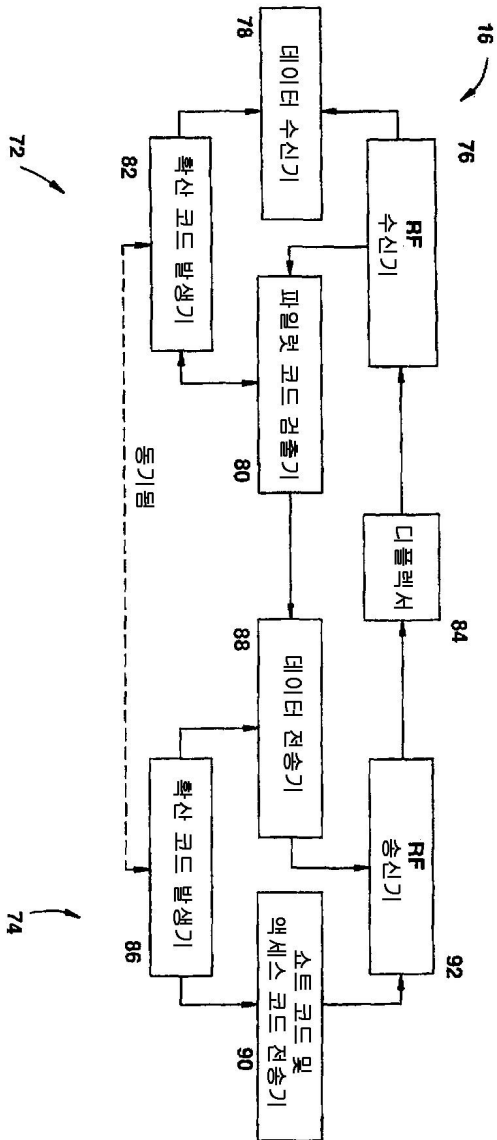 16
76
RF
수신기
84
디플렉서
92
RF
송신기
78
데이터 수신기
파일럿 코드 검출기
80
88
데이터 전송기
쇼트 코드 및
액세스 코드 전송기
90
82
확산 코드 발생기
동기됨
확산 코드 발생기
86
72
74